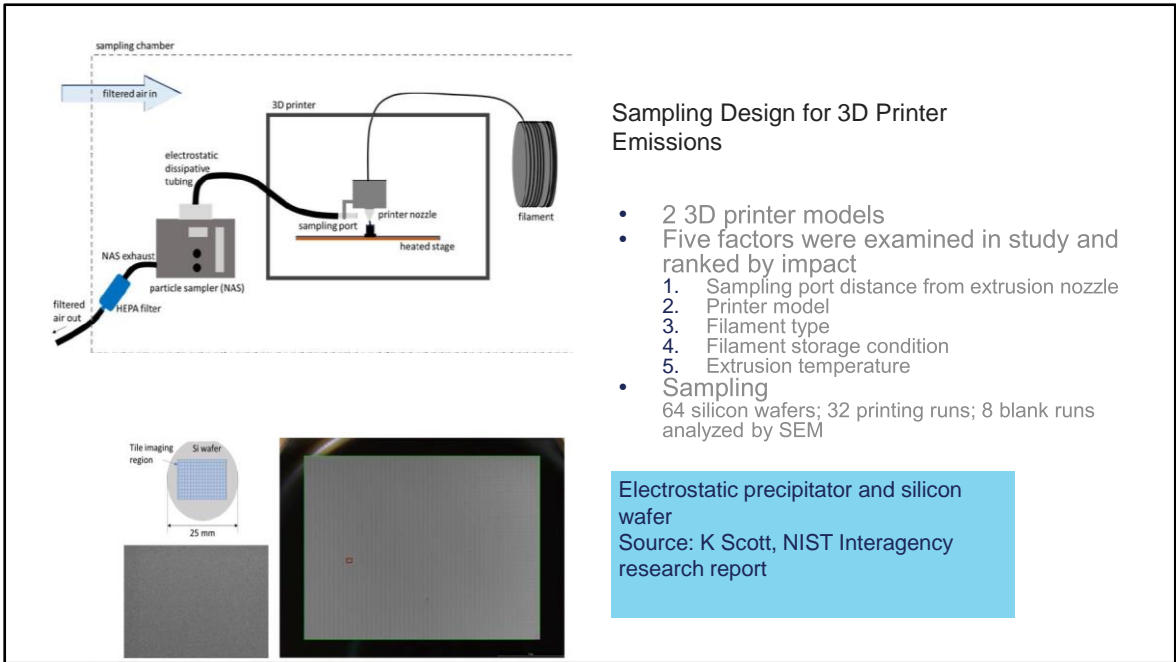 sampling chamber
filtered air in
3D printer
electrostatic
dissipative
tubing
printer nozzle
sampling port
filament
heated stage
NAS exhaust
particle sampler (NAS)
filtered
air out
HEPA filter
Tile imaging
region
Si wafer
25 mm
Sampling Design for 3D Printer
Emissions
• 2 3D printer models
• Five factors were examined in study and
ranked by impact
1. Sampling port distance from extrusion nozzle
2. Printer model
3. Filament type
4. Filament storage condition
5. Extrusion temperature
• Sampling
64 silicon wafers; 32 printing runs; 8 blank runs
analyzed by SEM
Electrostatic precipitator and silicon
wafer
Source: K Scott, NIST Interagency
research report